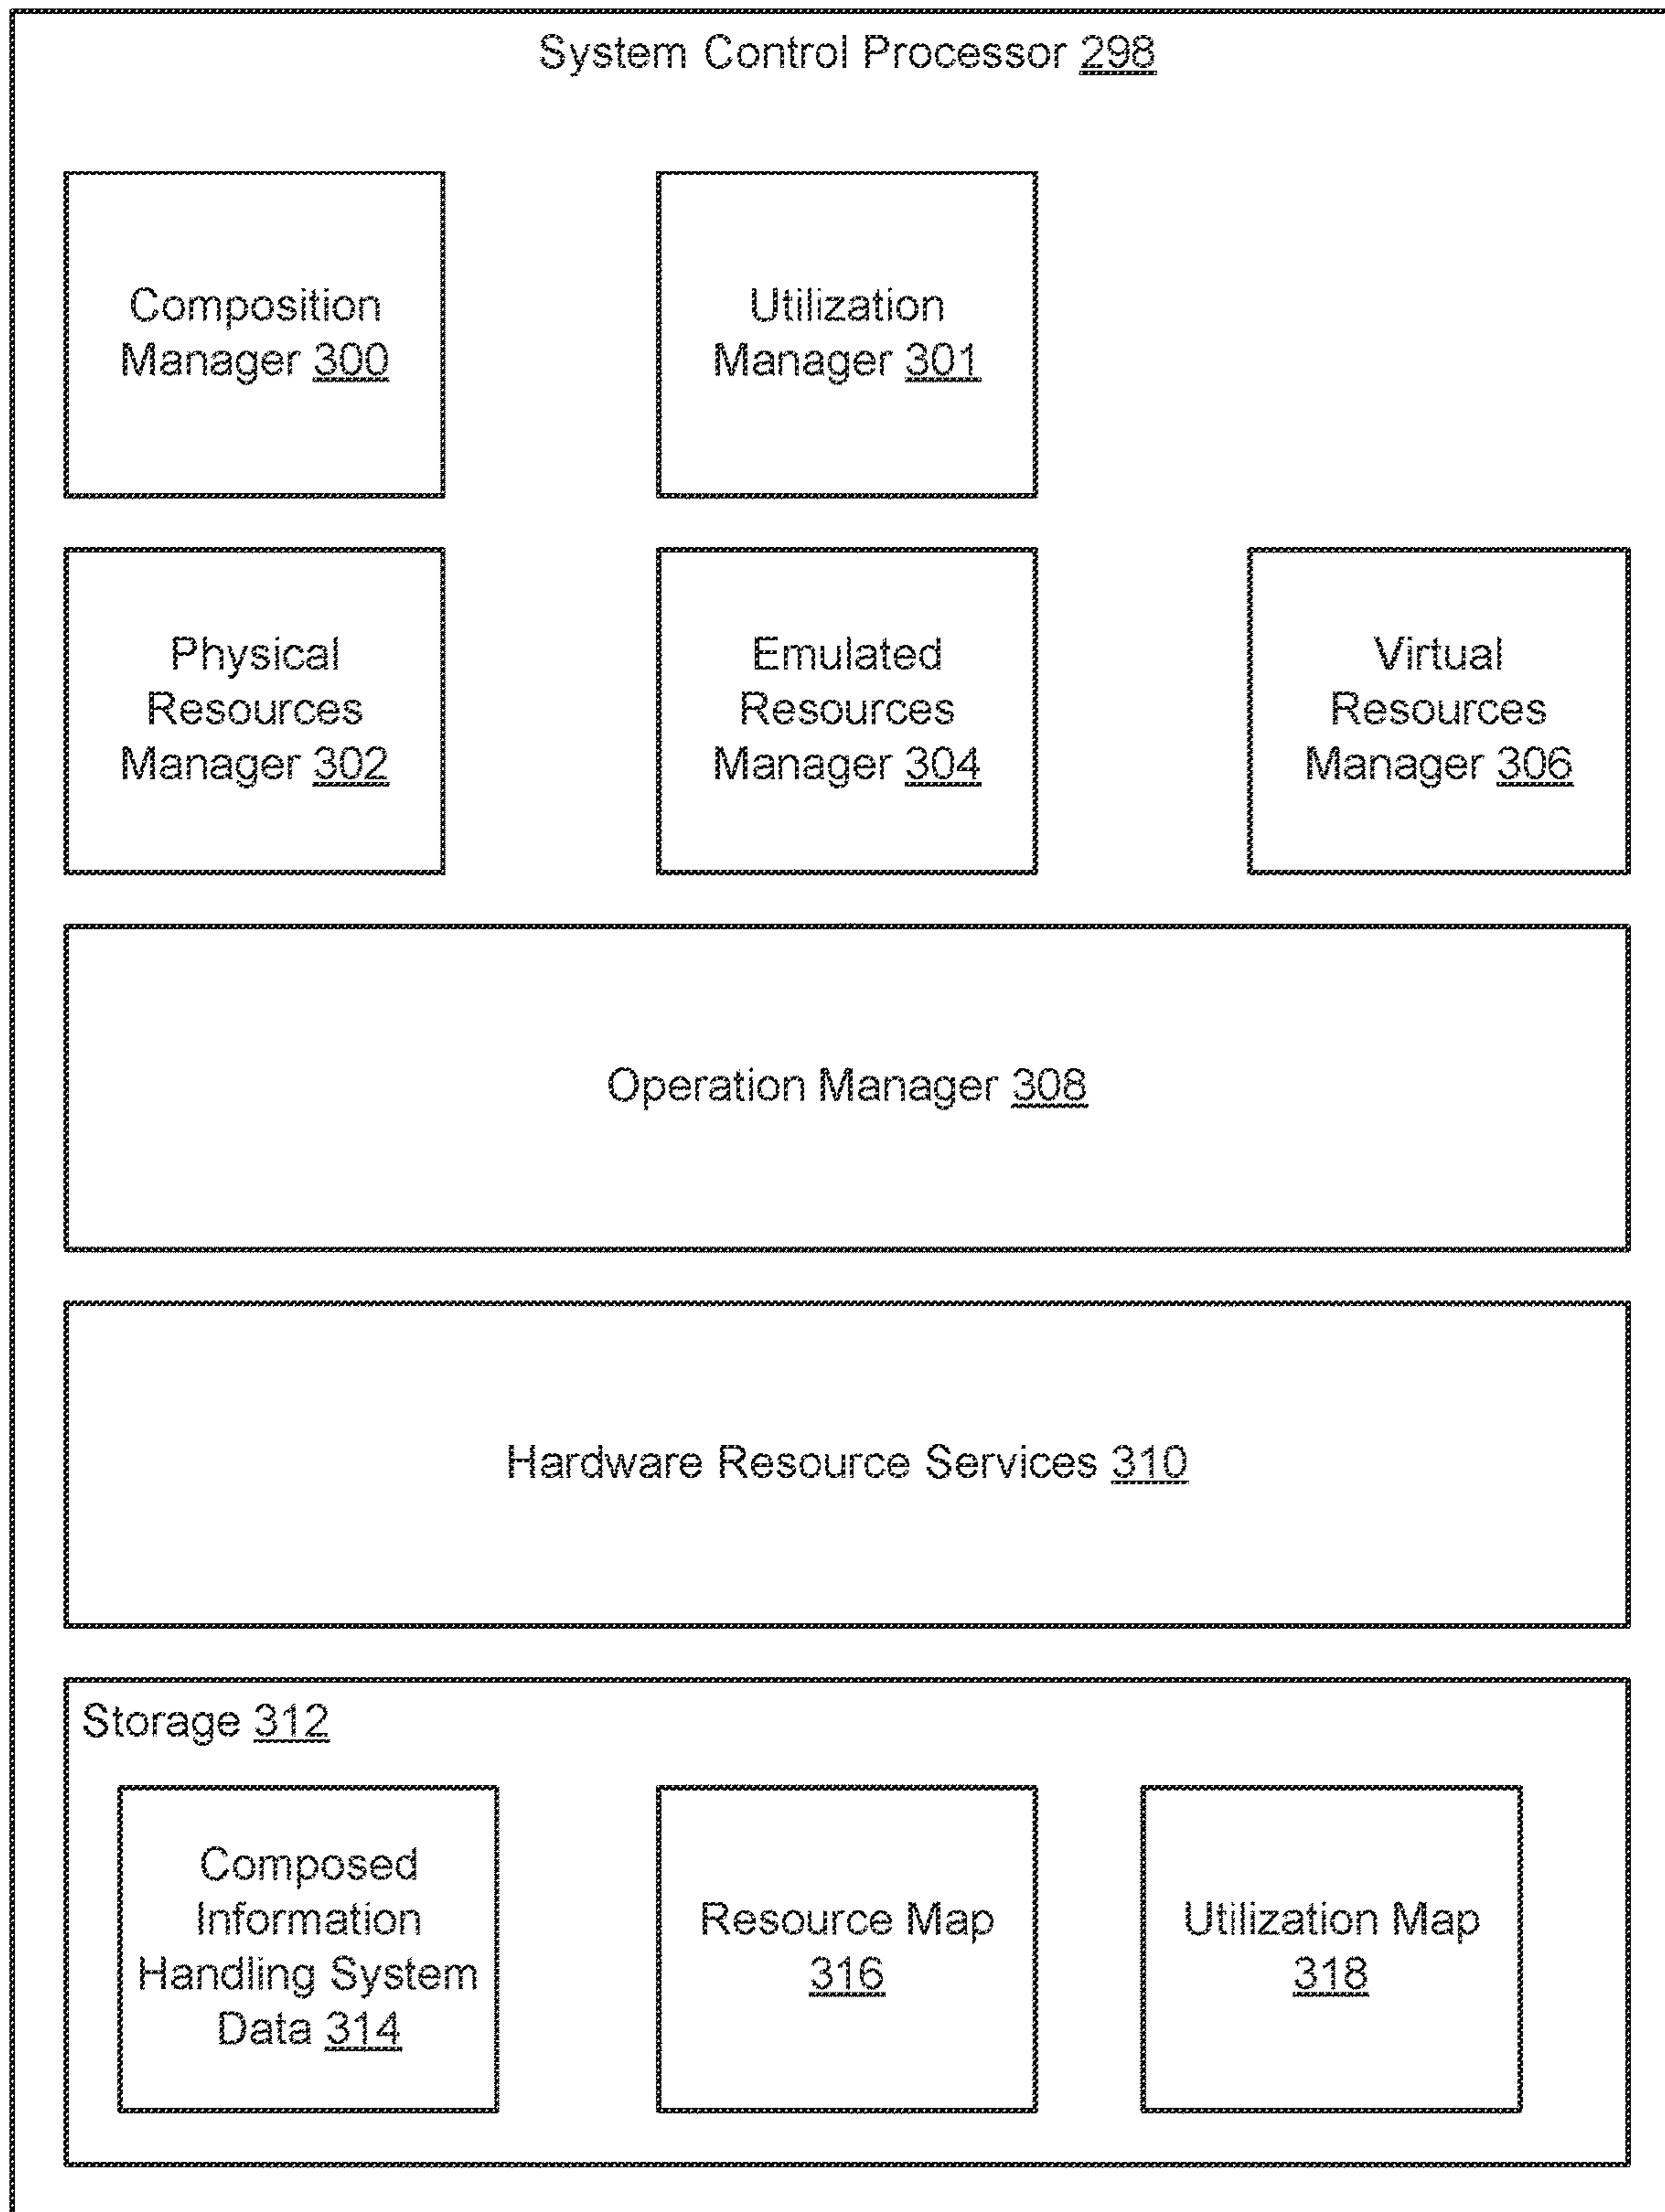 System Control Processor 298
Composition
Manager 300
Utilization
Manager 301
Physical
Resources
Manager 302
Emulated
Resources
Manager 304
Virtual
Resources
Manager 306
Operation Manager 308
Hardware Resource Services 310
Storage 312
Composed
Information
Handling System
Data 314
Resource Map
316
Utilization Map
318